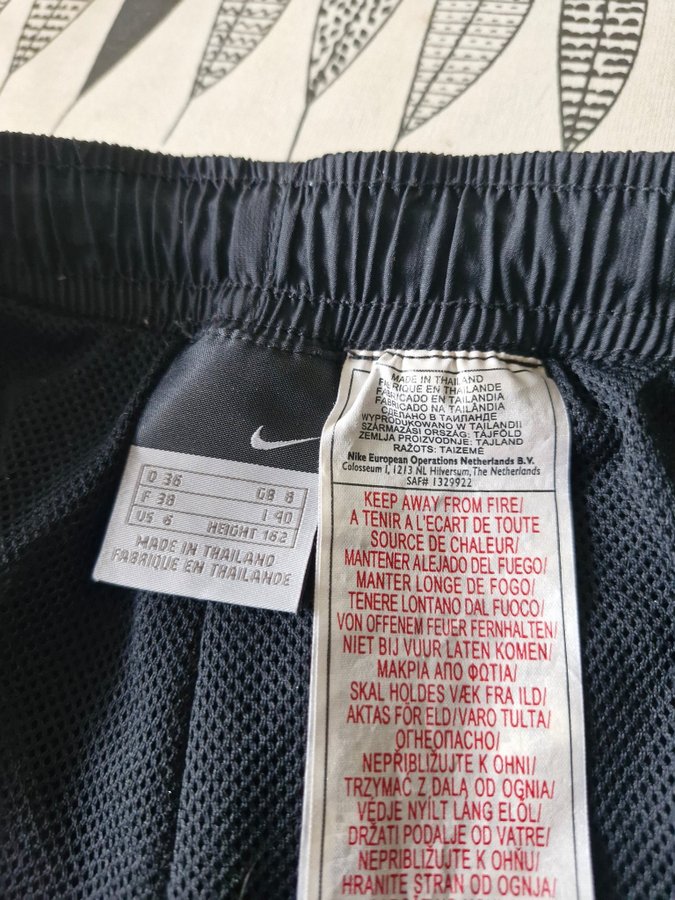 D 36 GB 8
F 38 I 40
US 6 HEIGHT 162
MADE IN THAILAND
FABRIQUE EN THAILANDE
MADE IN THAILAND
FABRIQUE EN THAILANDE
FABRICADO EN TAILANDIA
FABRICADO NA TAILÂNDIA
СДЕЛАНО В ТАИЛАНДЕ
WYPRODUKOWANO W TAILANDII
SZÁRMAZÁSI ORSZÁG: TAJFÖLD
ZEMLJA PROIZVODNJE: TAJLAND
RAŽOTS: TAIZEMĒ
Nike European Operations Netherlands B.V.
Colosseum 1, 1213 NL Hilversum, The Netherlands
SAF# 1329922
KEEP AWAY FROM FIRE/
A TENIR A L'ECART DE TOUTE
SOURCE DE CHALEUR/
MANTENER ALEJADO DEL FUEGO/
MANTER LONGE DE FOGO/
TENERE LONTANO DAL FUOCO/
VON OFFENEM FEUER FERNHALTEN/
NIET BIJ VUUR LATEN KOMEN/
ΜΑΚΡΙΑ ΑΠΟ ΦΩΤΙΑ/
SKAL HOLDES VÆK FRA ILD/
AKTAS FÖR ELD/VARO TULTA/
ОГНЕОПАСНО/
NEPŘIBLIŽUJTE K OHNI/
TRZYMAĆ Z DALA OD OGNIA/
VÉDJE NYÍLT LÁNG ELŐL/
DRŽATI PODALJE OD VATRE/
NEPRIBLIŽUJTE K OHŇU/
HRANITE STRAN OD OGNJA/